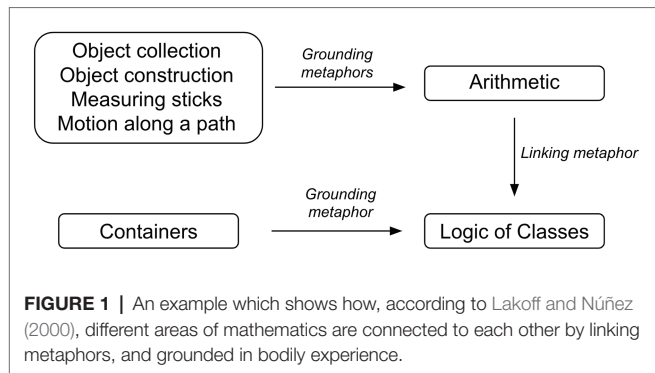 Object collection
Object construction
Measuring sticks
Motion along a path
Grounding
metaphors
Arithmetic
Linking metaphor
Containers
Grounding
metaphor
Logic of Classes
FIGURE 1 | An example which shows how, according to Lakoff and Núñez
(2000), different areas of mathematics are connected to each other by linking
metaphors, and grounded in bodily experience.